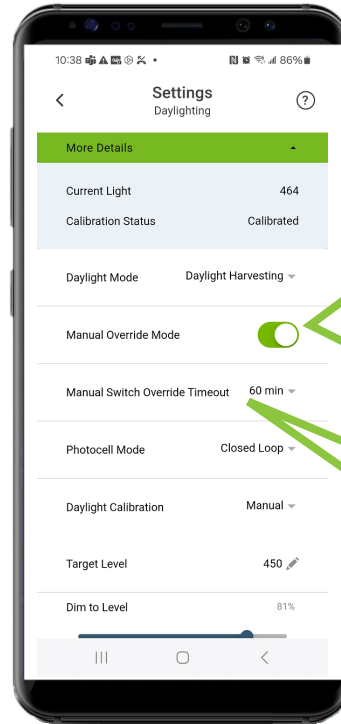 10:38 86%
Settings
Daylighting
?
More Details
Current Light 464
Calibration Status Calibrated
Daylight Mode Daylight Harvesting
Manual Override Mode
Manual Switch Override Timeout 60 min
Photocell Mode Closed Loop
Daylight Calibration Manual
Target Level 450
Dim to Level 81%